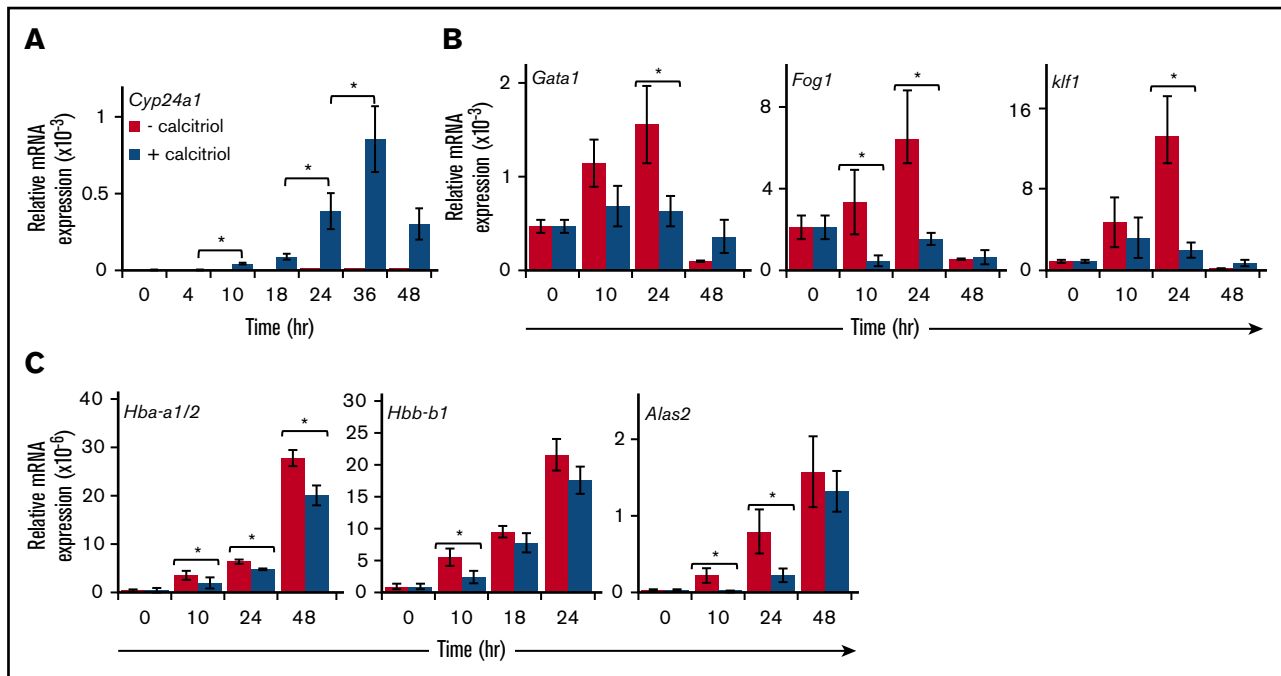 A
Relative mRNA
expression (x10⁻³)
Cyp24a1
- calcitriol
+ calcitriol
1
0.5
0
*
*
*
0 4 10 18 24 36 48
Time (hr)
B
Relative mRNA
expression (x10⁻³)
Gata1
2
1
0
*
0 10 24 48
Fog1
8
4
0
*
*
0 10 24 48
klf1
16
8
0
*
0 10 24 48
Time (hr)
C
Relative mRNA
expression (x10⁻⁶)
Hba-a1/2
40
30
20
10
0
*
*
*
0 10 24 48
Hbb-b1
30
25
20
15
10
5
0
*
0 10 18 24
Alas2
2
1
0
*
*
0 10 24 48
Time (hr)